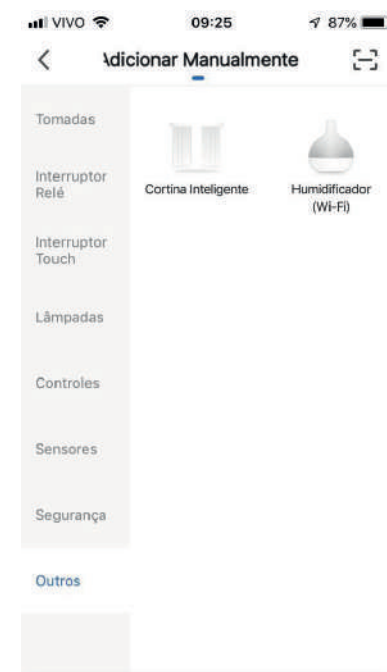 VIVO
09:25
87%
Adicionar Manualmente
Tomadas
Interruptor
Relé
Interruptor
Touch
Lâmpadas
Controles
Sensores
Segurança
Outros
Cortina Inteligente
Humidificador
(Wi-Fi)